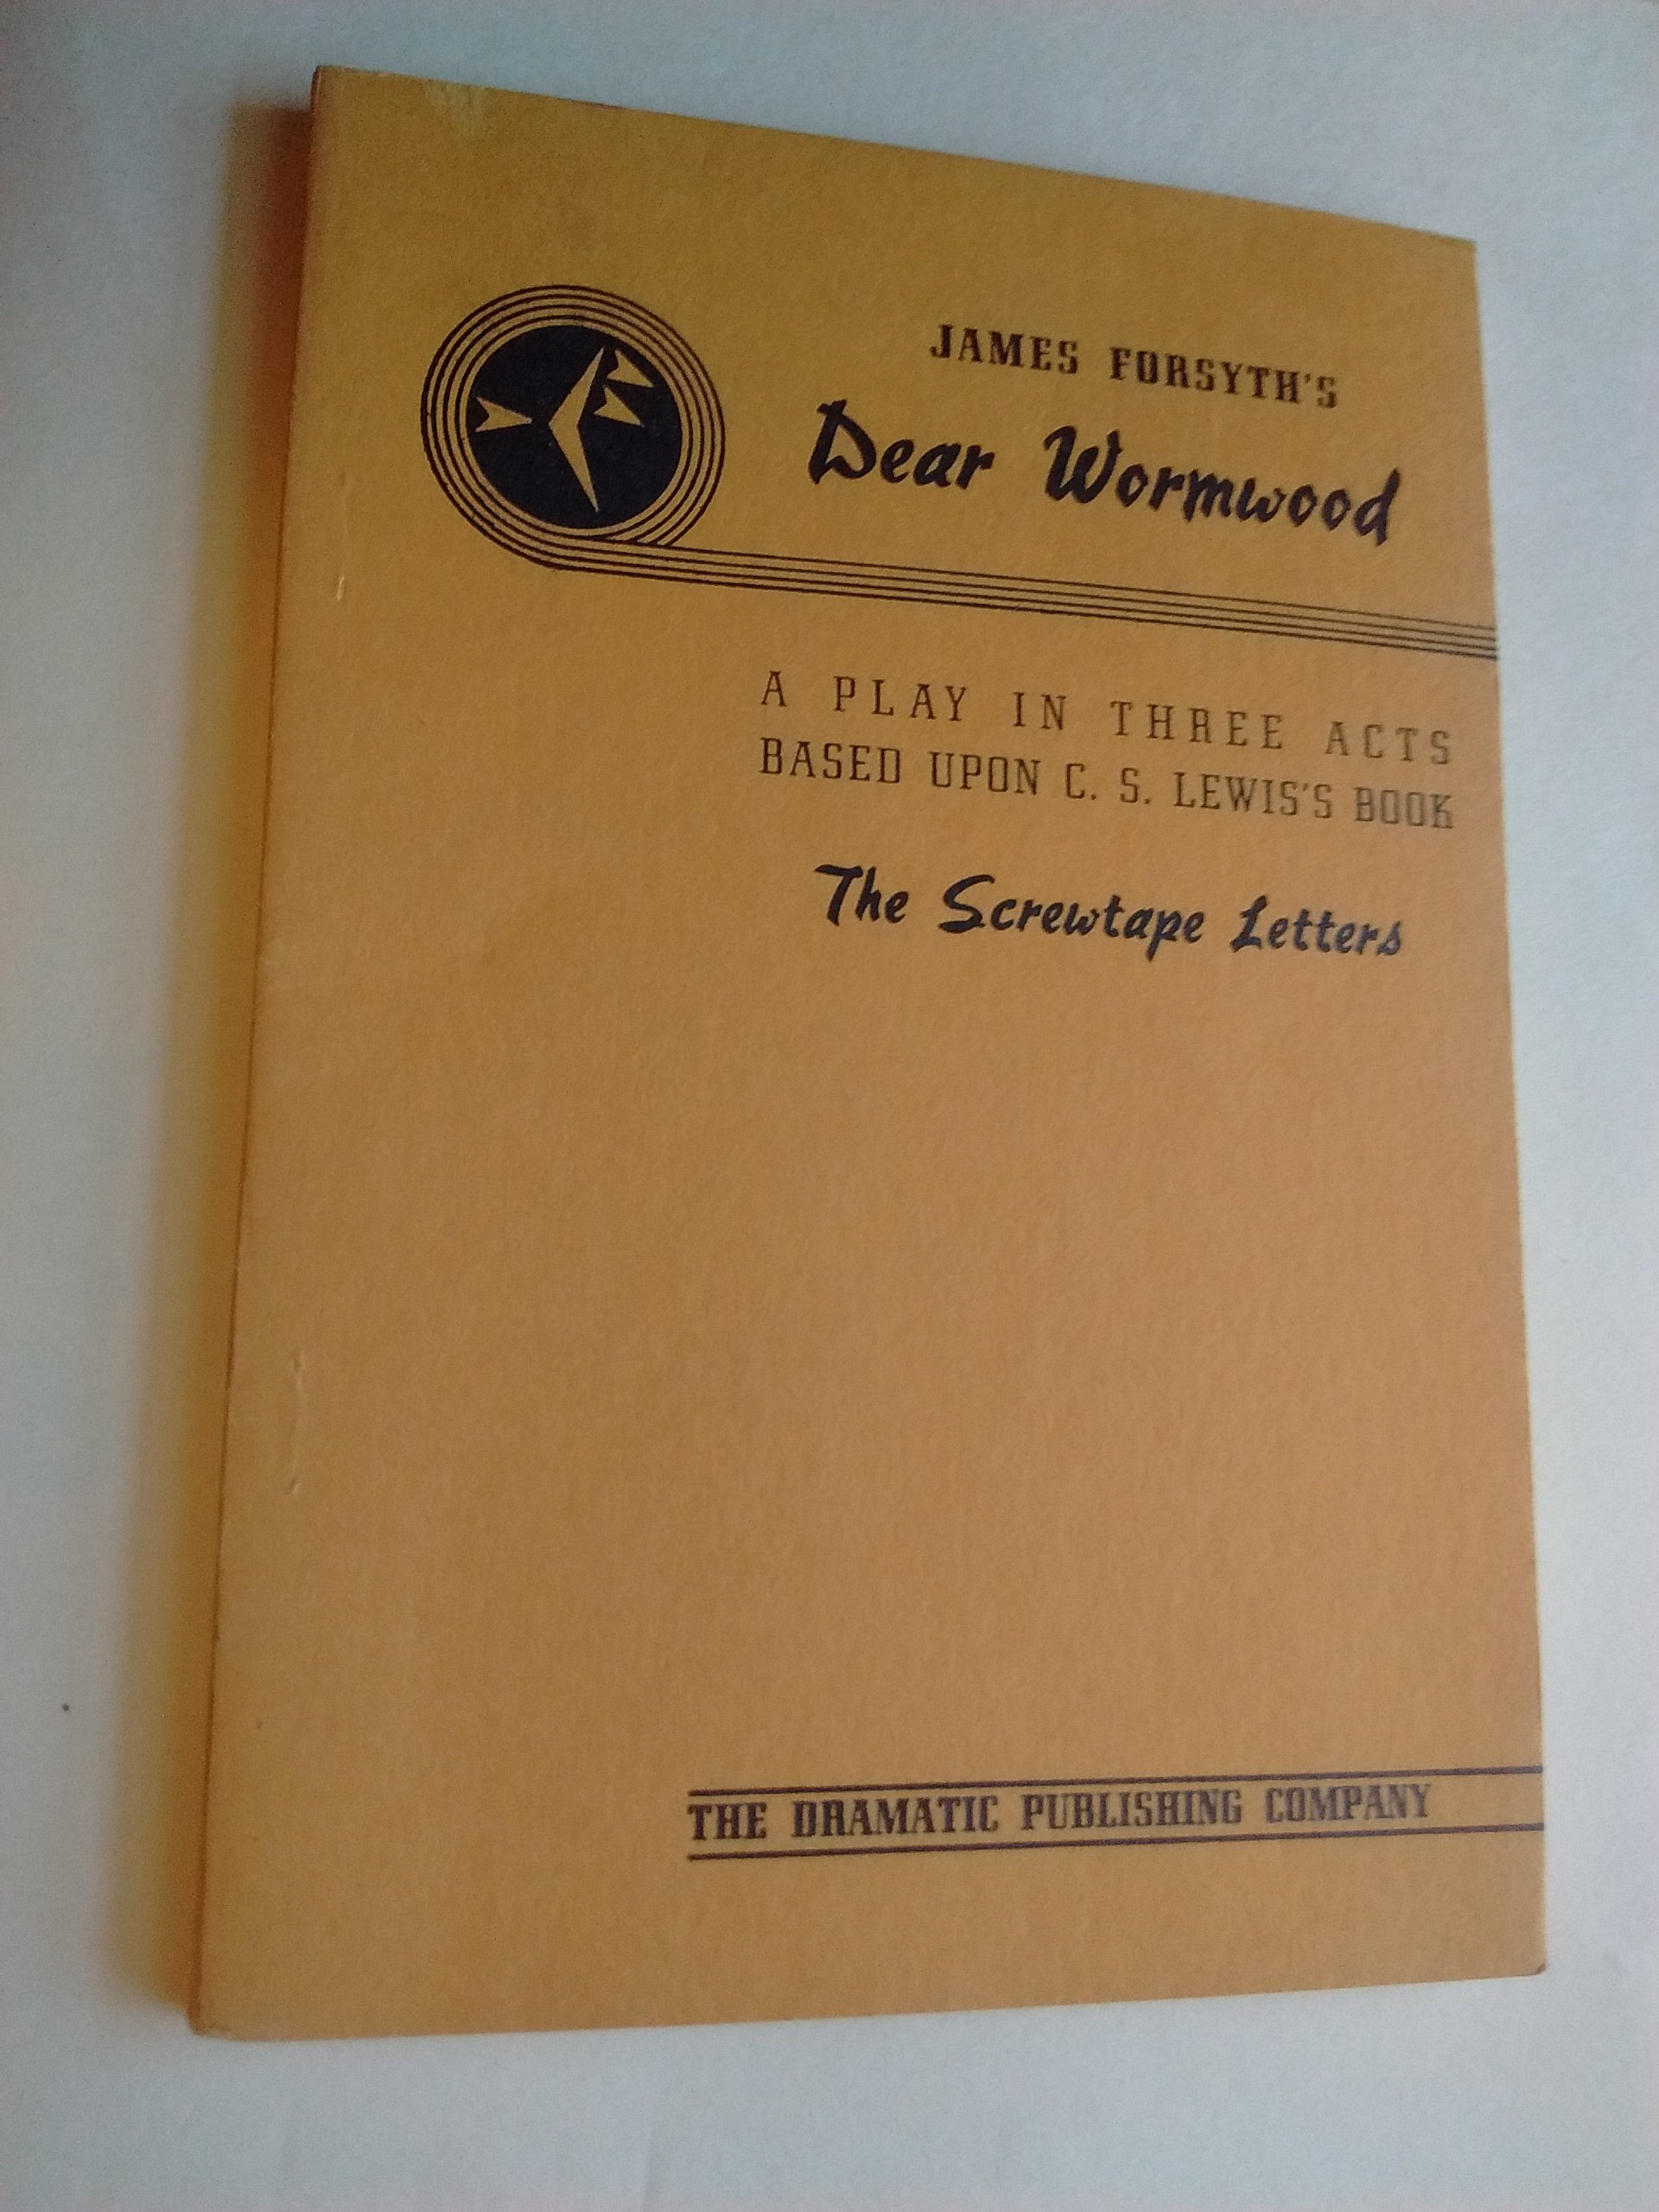 JAMES FORSYTH'S
Dear Wormwood
A PLAY IN THREE ACTS
BASED UPON C. S. LEWIS'S BOOK
The Screwtape Letters
THE DRAMATIC PUBLISHING COMPANY